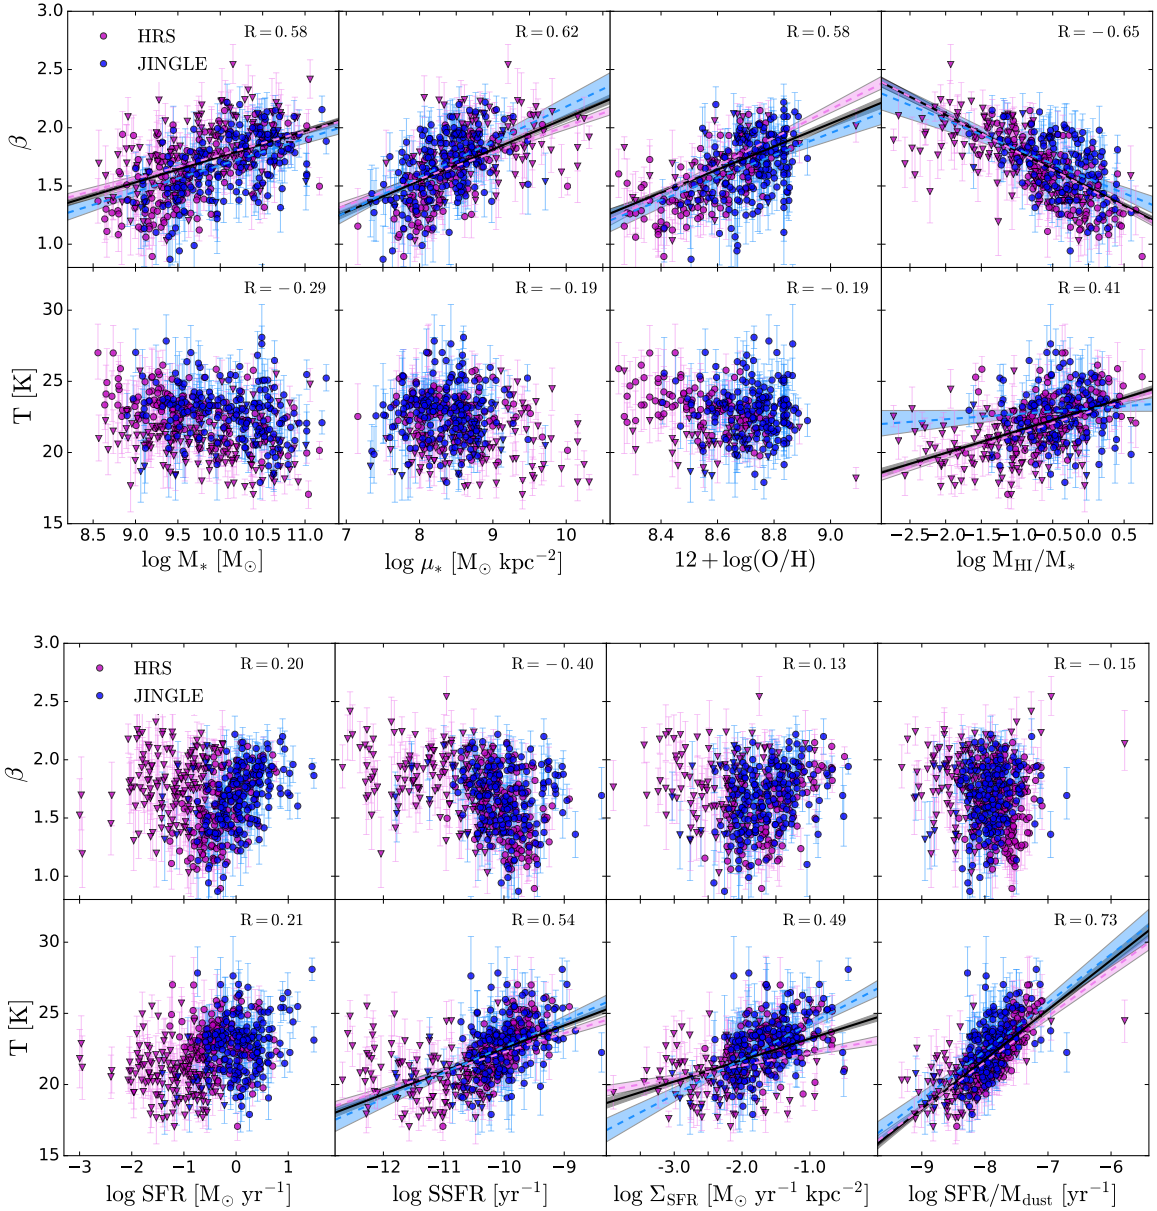 HRS
JINGLE
R = 0.58
R = 0.62
R = 0.58
R = −0.65
3.0
2.5
2.0
1.5
1.0
β
R = −0.29
R = −0.19
R = −0.19
R = 0.41
30
25
20
15
T [K]
8.5 9.0 9.5 10.0 10.5 11.0
7 8 9 10
8.4 8.6 8.8 9.0
−2.5 −2.0 −1.5 −1.0 −0.5 0.0 0.5
log M* [M⊙]
log μ* [M⊙ kpc⁻²]
12 + log(O/H)
log M_HI/M*
HRS
JINGLE
R = 0.20
R = −0.40
R = 0.13
R = −0.15
3.0
2.5
2.0
1.5
1.0
β
R = 0.21
R = 0.54
R = 0.49
R = 0.73
30
25
20
15
T [K]
−3 −2 −1 0 1
−12 −11 −10 −9
−3.0 −2.0 −1.0 0.0
−9 −8 −7 −6
log SFR [M⊙ yr⁻¹]
log SSFR [yr⁻¹]
log Σ_SFR [M⊙ yr⁻¹ kpc⁻²]
log SFR/M_dust [yr⁻¹]